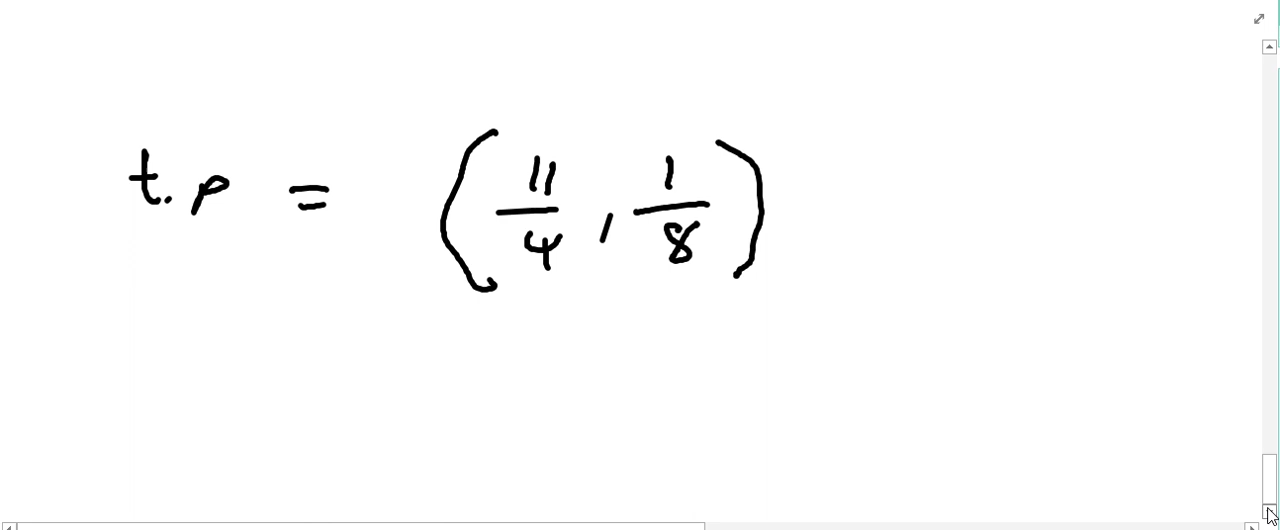 t.p = (11/4, 1/8)